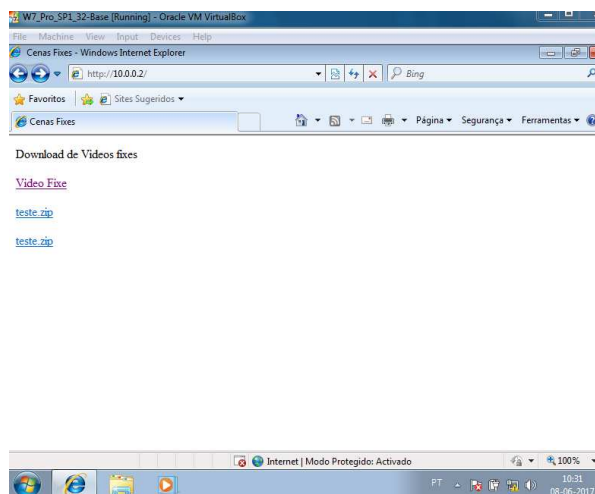 W7_Pro_SP1_32-Base [Running] - Oracle VM VirtualBox
File Machine View Input Devices Help
Cenas Fixes - Windows Internet Explorer
http://10.0.0.2/
Bing
Favoritos
Sites Sugeridos
Cenas Fixes
Página
Segurança
Ferramentas
Download de Videos fixes
Video Fixe
teste.zip
teste.zip
Internet | Modo Protegido: Activado
100%
PT
10:31
08-06-2017